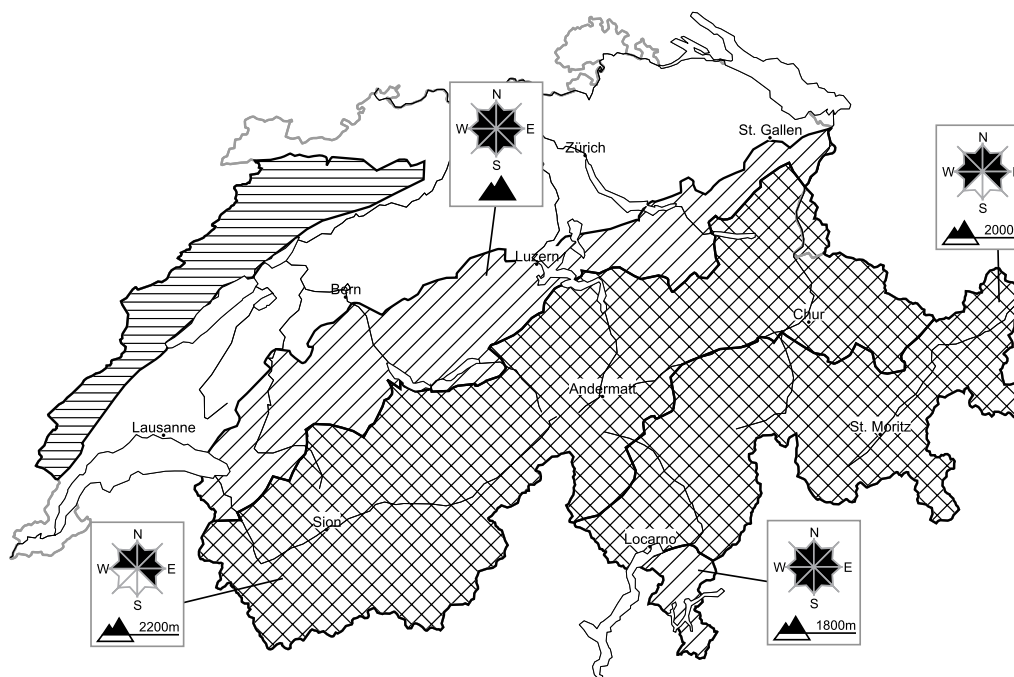 N
W E
S
St. Gallen
Zürich
N
W
S
2000
Luzern
Bern
Chur
Andermatt
Lausanne
St. Moritz
Sion
Locarno
N
W E
S
2200m
N
W E
S
1800m